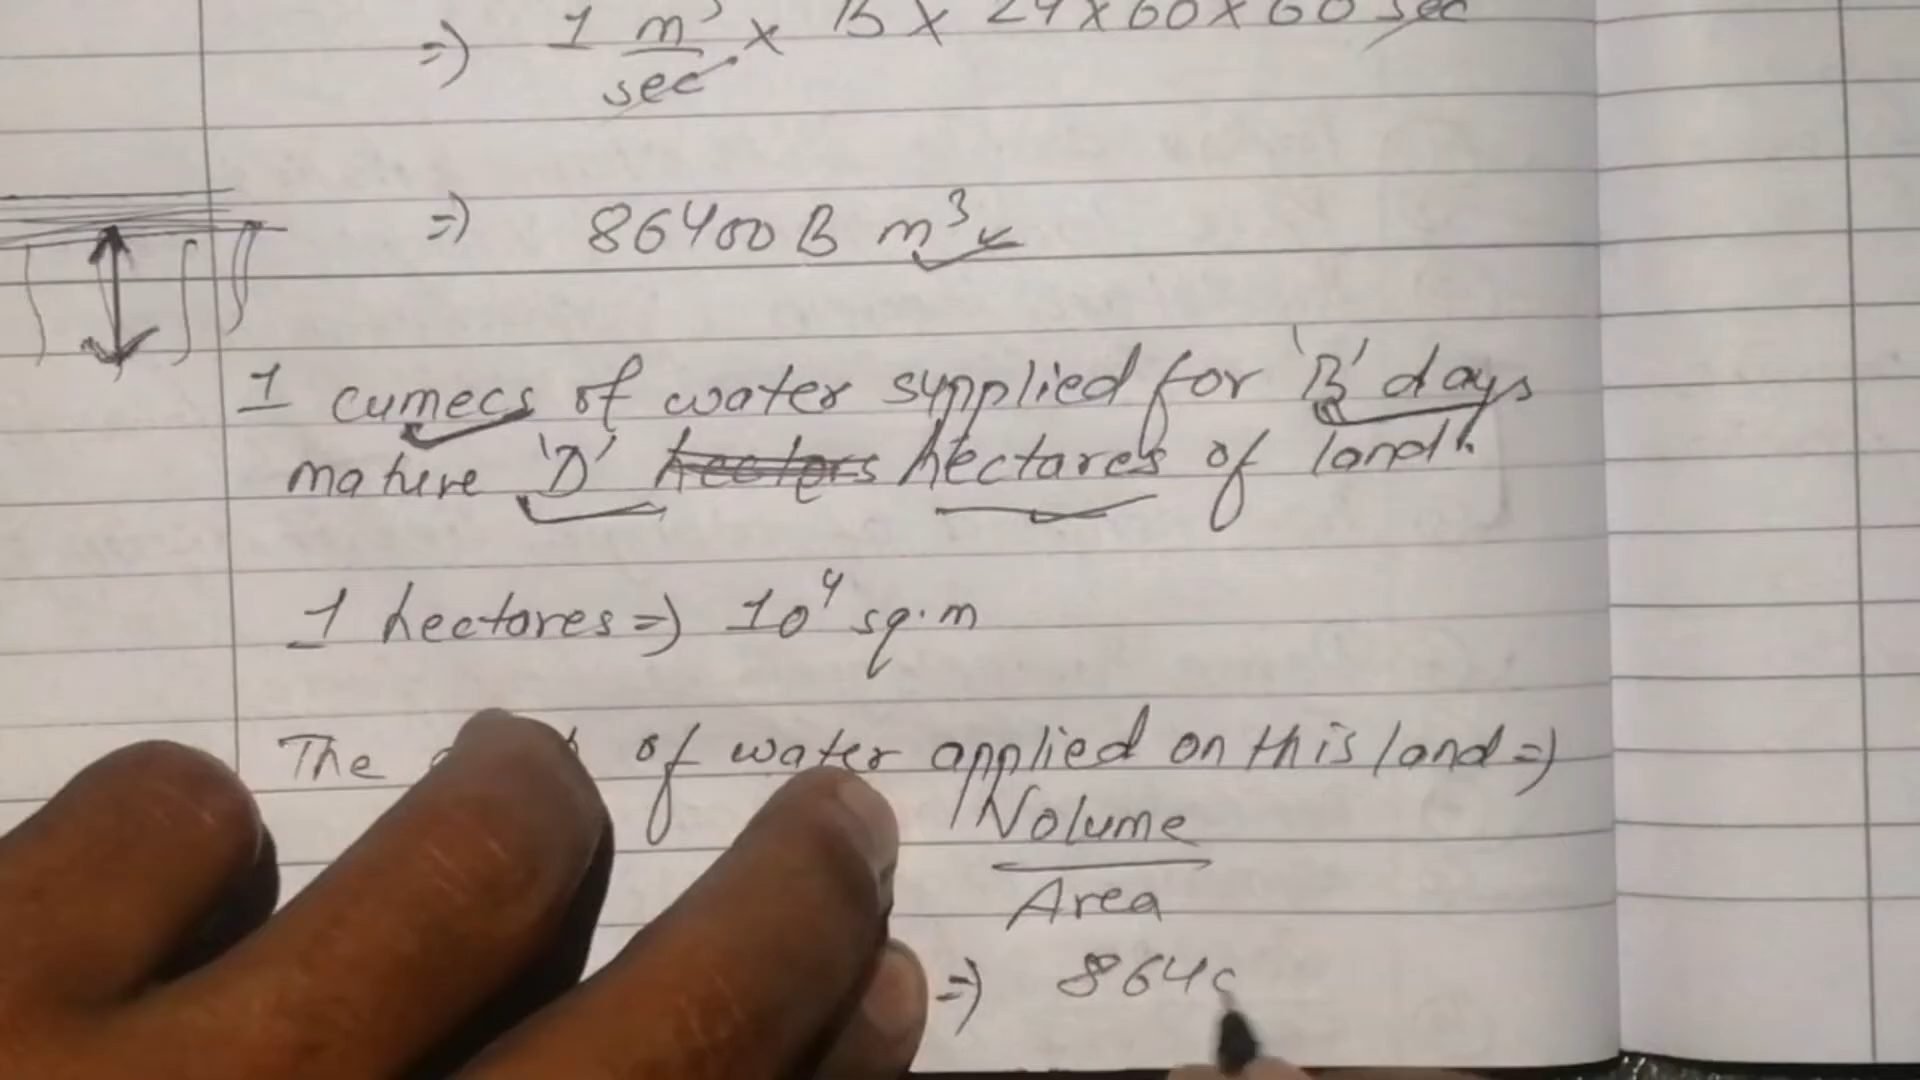 =) 1 m³/sec × B × 24×60×60 sec
=) 86400 B m³
1 cumecs of water supplied for 'B' days
mature 'D' hectares of land.
1 hectares =) 10⁴ sq.m
The of water applied on this land =)
Volume
Area
=) 864